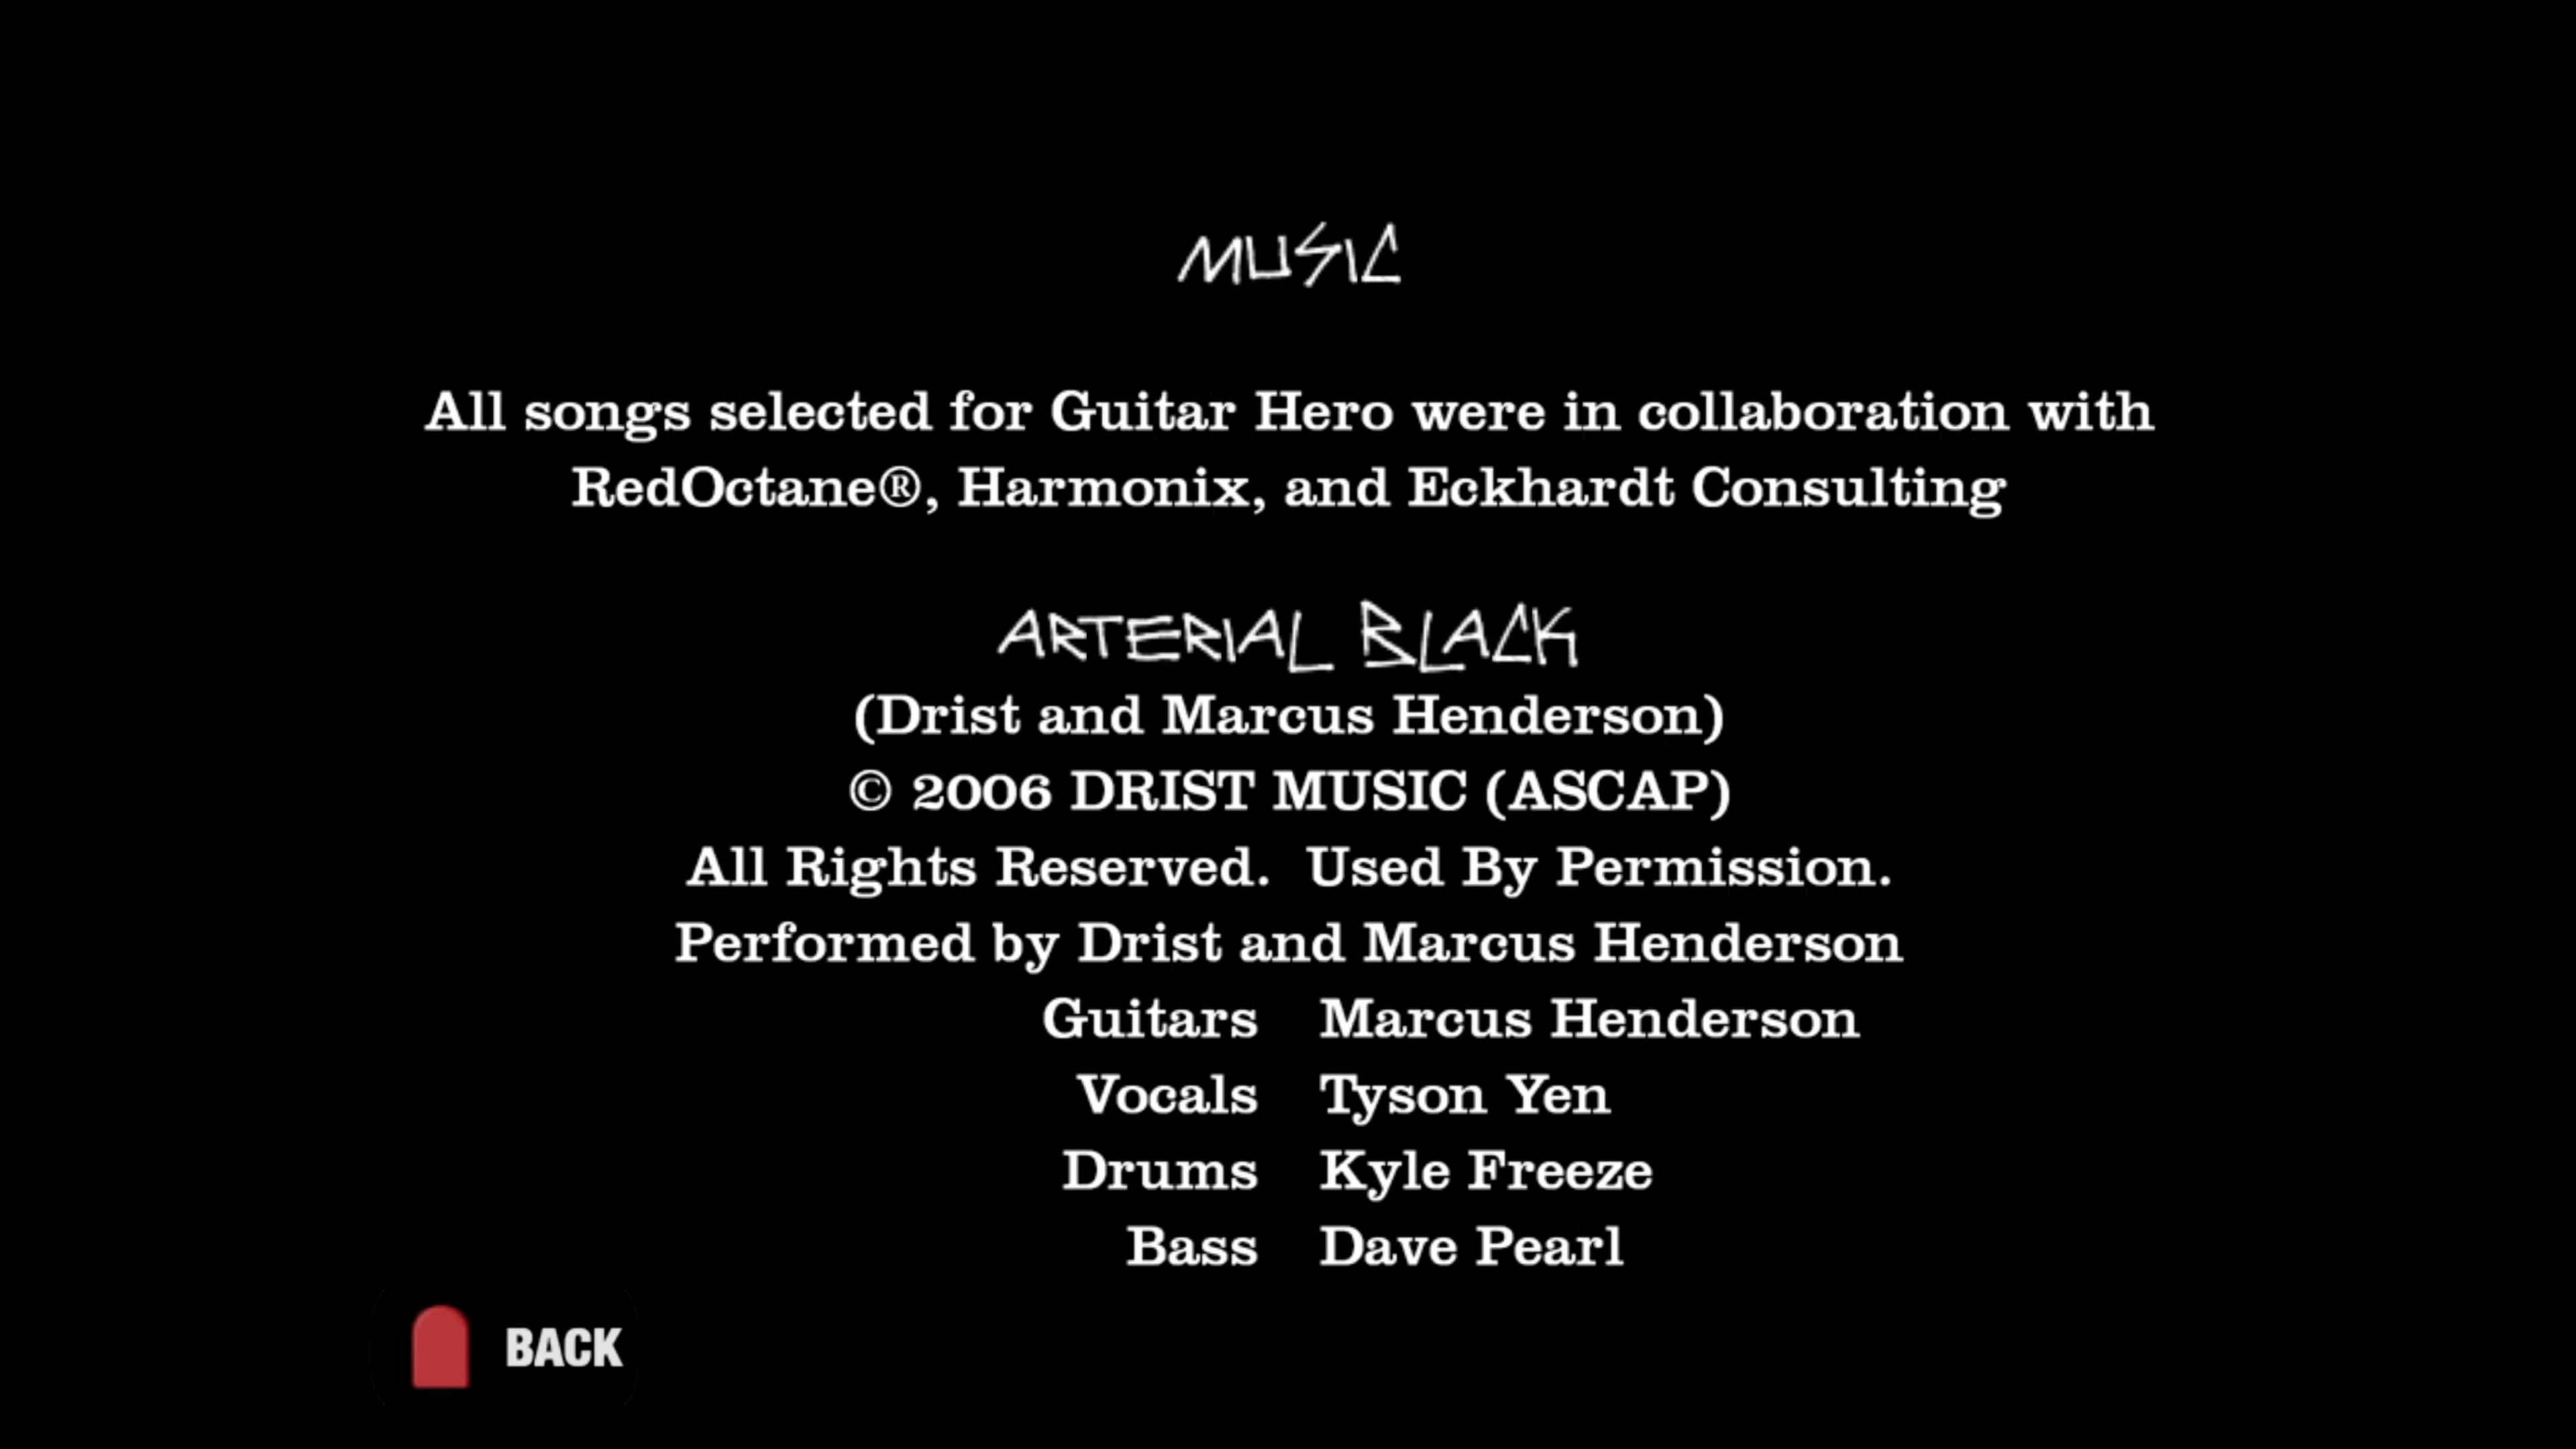 MUSIC
All songs selected for Guitar Hero were in collaboration with
RedOctane®, Harmonix, and Eckhardt Consulting
ARTERIAL BLACK
(Drist and Marcus Henderson)
© 2006 DRIST MUSIC (ASCAP)
All Rights Reserved.  Used By Permission.
Performed by Drist and Marcus Henderson
Guitars Marcus Henderson
Vocals Tyson Yen
Drums Kyle Freeze
Bass Dave Pearl
BACK